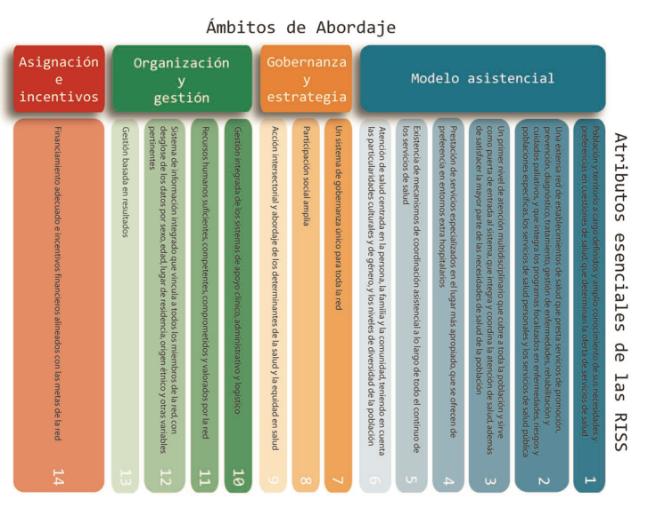 Ámbitos de Abordaje
Asignación
e
incentivos
Organización
y
gestión
Gobernanza
y
estrategia
Modelo asistencial
Atributos esenciales de las RISS
Población y territorio a cargo definidos y amplio conocimiento de sus necesidades y
preferencias en cuestiones de salud, que determinan la oferta de servicios de salud
1
Una extensa red de establecimientos de salud que presta servicios de promoción,
prevención, diagnóstico, tratamiento, gestión de enfermedades, rehabilitación y
cuidados paliativos, y que integra los programas focalizados en enfermedades, riesgos y
poblaciones específicas, los servicios de salud personales y los servicios de salud pública
2
Un primer nivel de atención multidisciplinario que cubre a toda la población y sirve
como puerta de entrada al sistema, que integra y coordina la atención de salud, además
de satisfacer la mayor parte de las necesidades de salud de la población
3
Prestación de servicios especializados en el lugar más apropiado, que se ofrecen de
preferencia en entornos extra hospitalarios
4
Existencia de mecanismos de coordinación asistencial a lo largo de todo el continuo de
los servicios de salud
5
Atención de salud centrada en la persona, la familia y la comunidad, teniendo en cuenta
las particularidades culturales y de género, y los niveles de diversidad de la población
6
Un sistema de gobernanza único para toda la red
7
Participación social amplia
8
Acción intersectorial y abordaje de los determinantes de la salud y la equidad en salud
9
Gestión integrada de los sistemas de apoyo clínico, administrativo y logístico
10
Recursos humanos suficientes, competentes, comprometidos y valorados por la red
11
Sistema de información integrado que vincula a todos los miembros de la red, con
desglose de los datos por sexo, edad, lugar de residencia, origen étnico y otras variables
pertinentes
12
Gestión basada en resultados
13
Financiamiento adecuado e incentivos financieros alineados con las metas de la red
14